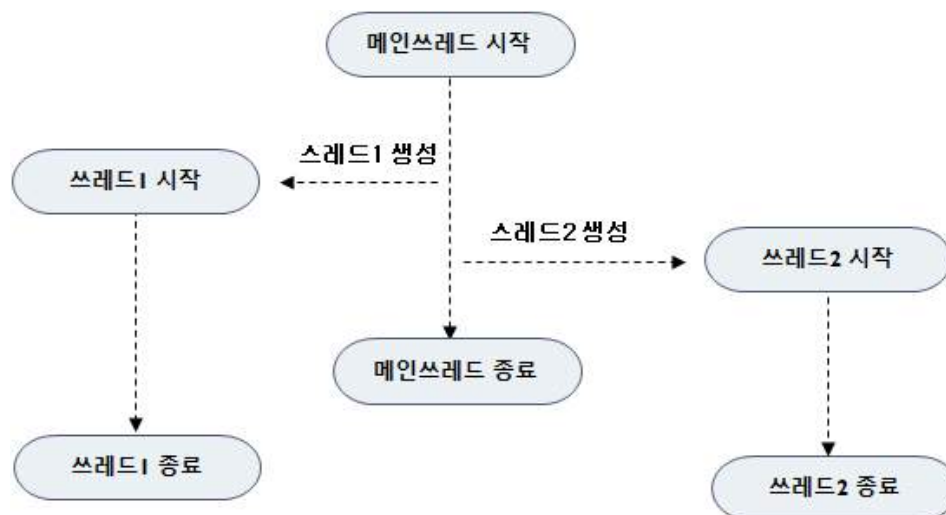 메인쓰레드 시작
스레드1 생성
쓰레드1 시작
스레드2 생성
쓰레드2 시작
메인쓰레드 종료
쓰레드1 종료
쓰레드2 종료